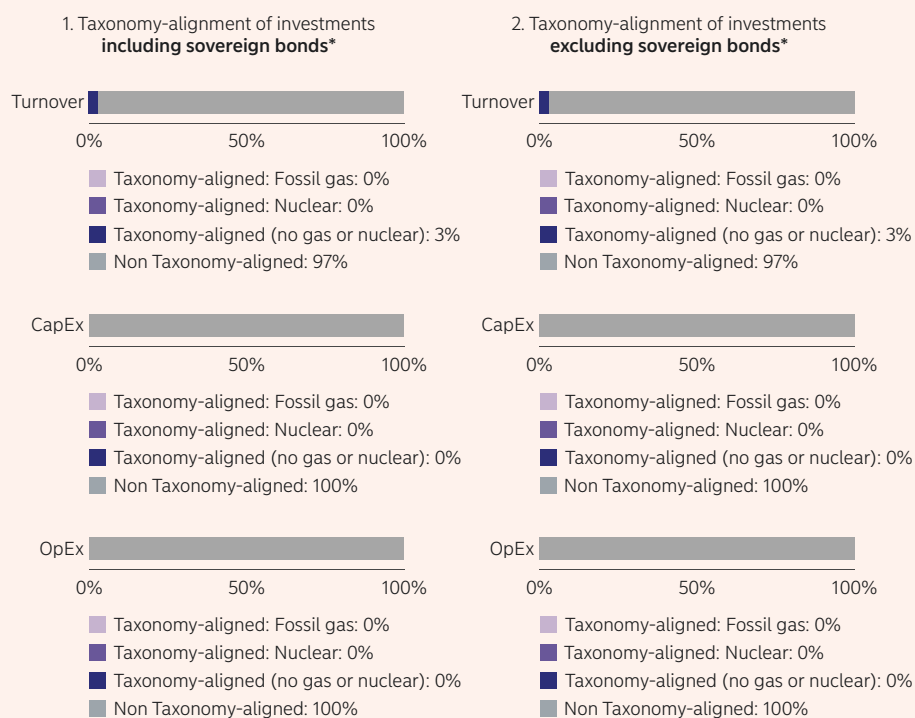 1. Taxonomy-alignment of investments
including sovereign bonds*
Turnover
0% 50% 100%
Taxonomy-aligned: Fossil gas: 0%
Taxonomy-aligned: Nuclear: 0%
Taxonomy-aligned (no gas or nuclear): 3%
Non Taxonomy-aligned: 97%
CapEx
0% 50% 100%
Taxonomy-aligned: Fossil gas: 0%
Taxonomy-aligned: Nuclear: 0%
Taxonomy-aligned (no gas or nuclear): 0%
Non Taxonomy-aligned: 100%
OpEx
0% 50% 100%
Taxonomy-aligned: Fossil gas: 0%
Taxonomy-aligned: Nuclear: 0%
Taxonomy-aligned (no gas or nuclear): 0%
Non Taxonomy-aligned: 100%
2. Taxonomy-alignment of investments
excluding sovereign bonds*
Turnover
0% 50% 100%
Taxonomy-aligned: Fossil gas: 0%
Taxonomy-aligned: Nuclear: 0%
Taxonomy-aligned (no gas or nuclear): 3%
Non Taxonomy-aligned: 97%
CapEx
0% 50% 100%
Taxonomy-aligned: Fossil gas: 0%
Taxonomy-aligned: Nuclear: 0%
Taxonomy-aligned (no gas or nuclear): 0%
Non Taxonomy-aligned: 100%
OpEx
0% 50% 100%
Taxonomy-aligned: Fossil gas: 0%
Taxonomy-aligned: Nuclear: 0%
Taxonomy-aligned (no gas or nuclear): 0%
Non Taxonomy-aligned: 100%